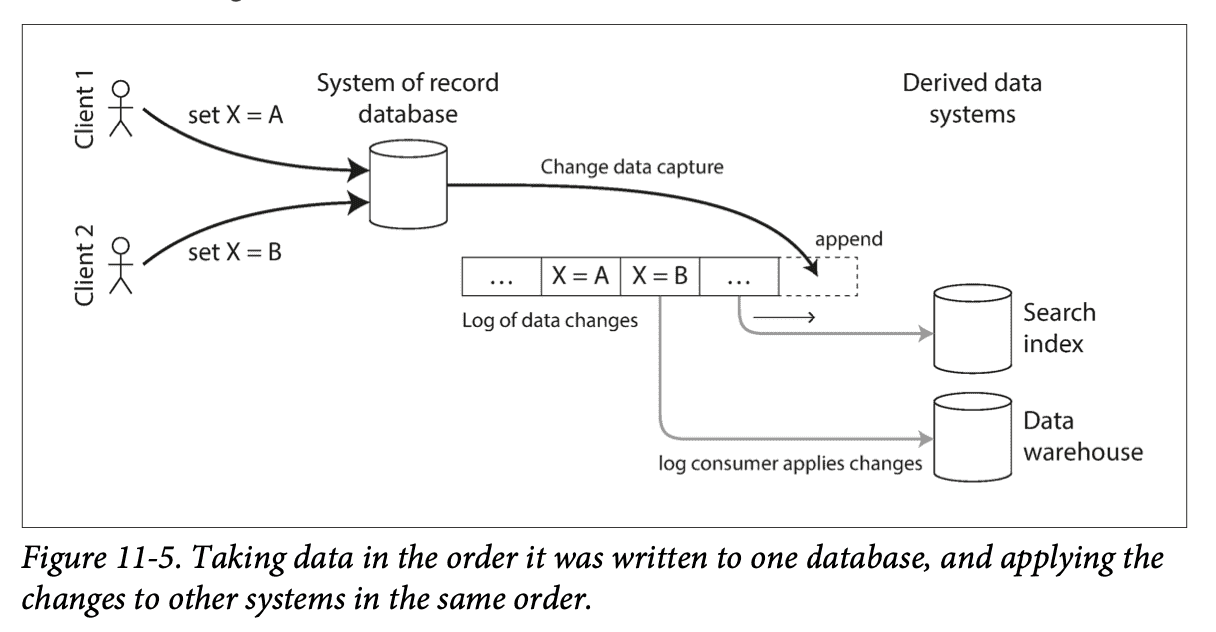 Client 1
set X = A
System of record
database
Derived data
systems
Change data capture
Client 2
set X = B
append
... X = A X = B ...
Log of data changes
Search
index
Data
warehouse
log consumer applies changes
Figure 11-5. Taking data in the order it was written to one database, and applying the
changes to other systems in the same order.